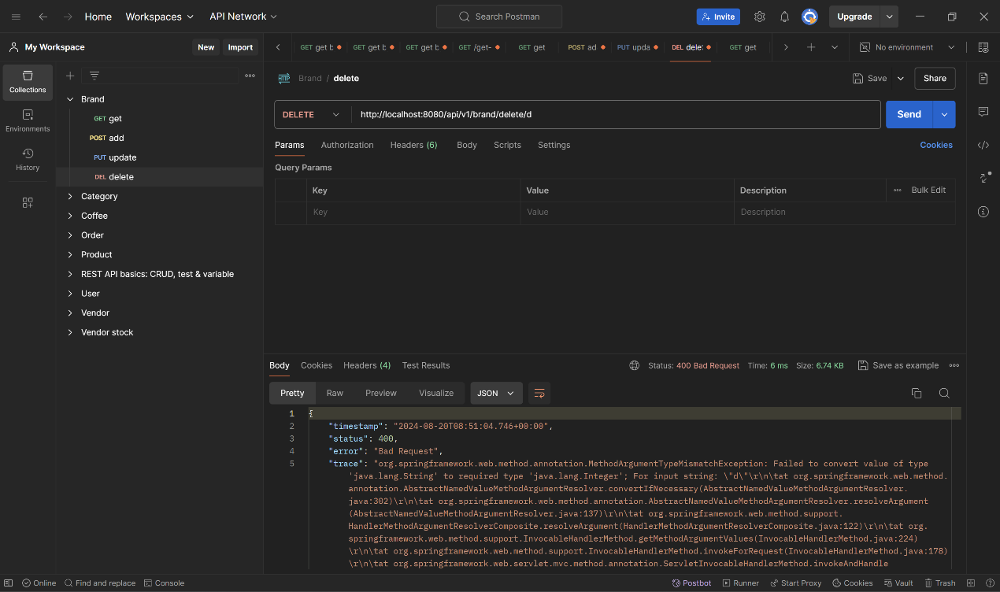 Home Workspaces API Network Search Postman Invite Upgrade
My Workspace New Import
GET get b GET get b GET get b GET /get- GET get POST ad PUT upda DEL dele GET get No environment
Collections
Environments
History
Brand
GET get
POST add
PUT update
DEL delete
Category
Coffee
Order
Product
REST API basics: CRUD, test & variable
User
Vendor
Vendor stock
HTTP Brand / delete Save Share
DELETE http://localhost:8080/api/v1/brand/delete/d Send
Params Authorization Headers (6) Body Scripts Settings Cookies
Query Params
Key Value Description Bulk Edit
Key Value Description
Body Cookies Headers (4) Test Results Status: 400 Bad Request Time: 6 ms Size: 6.74 KB Save as example
Pretty Raw Preview Visualize JSON
1 {
2 "timestamp": "2024-08-20T08:51:04.746+00:00",
3 "status": 400,
4 "error": "Bad Request",
5 "trace": "org.springframework.web.method.annotation.MethodArgumentTypeMismatchException: Failed to convert value of type
'java.lang.String' to required type 'java.lang.Integer'; For input string: \"d\"\r\n\tat org.springframework.web.method.
annotation.AbstractNamedValueMethodArgumentResolver.convertIfNecessary(AbstractNamedValueMethodArgumentResolver.
java:302)\r\n\tat org.springframework.web.method.annotation.AbstractNamedValueMethodArgumentResolver.resolveArgument
(AbstractNamedValueMethodArgumentResolver.java:137)\r\n\tat org.springframework.web.method.support.
HandlerMethodArgumentResolverComposite.resolveArgument(HandlerMethodArgumentResolverComposite.java:122)\r\n\tat org.
springframework.web.method.support.InvocableHandlerMethod.getMethodArgumentValues(InvocableHandlerMethod.java:224)
\r\n\tat org.springframework.web.method.support.InvocableHandlerMethod.invokeForRequest(InvocableHandlerMethod.java:178)
\r\n\tat org.springframework.web.servlet.mvc.method.annotation.ServletInvocableHandlerMethod.invokeAndHandle
Online Find and replace Console Postbot Runner Start Proxy Cookies Vault Trash